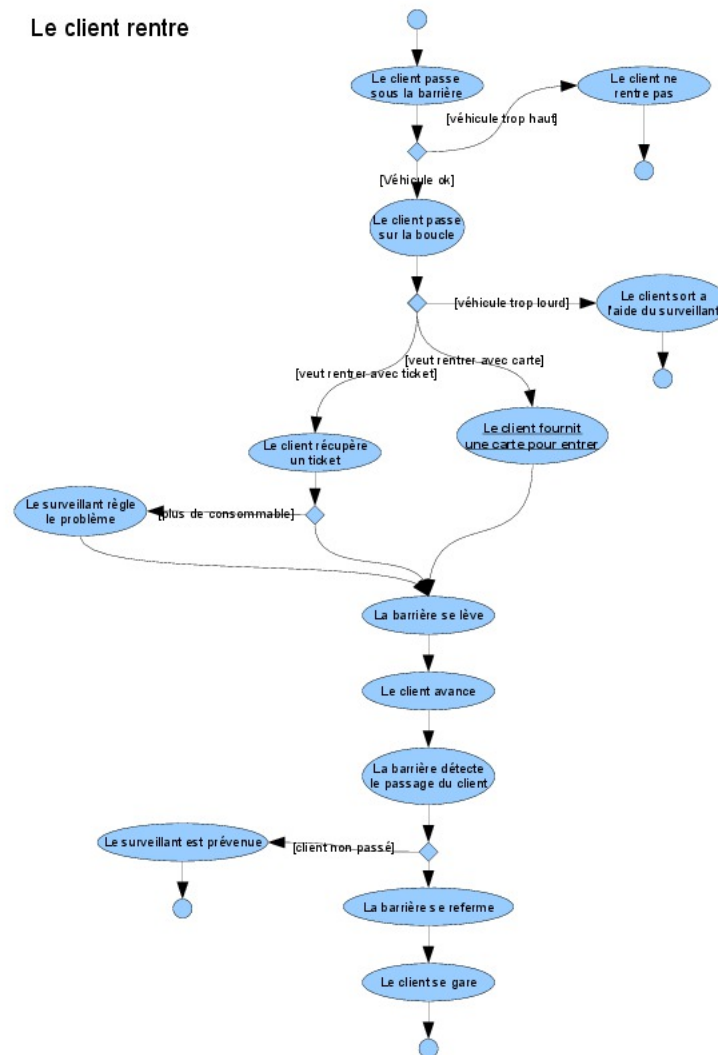 Le client rentre
Le client passe
sous la barrière
Le client ne
rentre pas
[véhicule trop haut]
[Véhicule ok]
Le client passe
sur la boucle
[véhicule trop lourd]
Le client sort a
l'aide du surveillant
[veut rentrer avec carte]
[veut rentrer avec ticket]
Le client fournit
une carte pour entrer
Le client récupère
un ticket
Le surveillant règle
le problème
[plus de consommable]
La barrière se lève
Le client avance
La barrière détecte
le passage du client
Le surveillant est prévenue
[client non passé]
La barrière se referme
Le client se gare